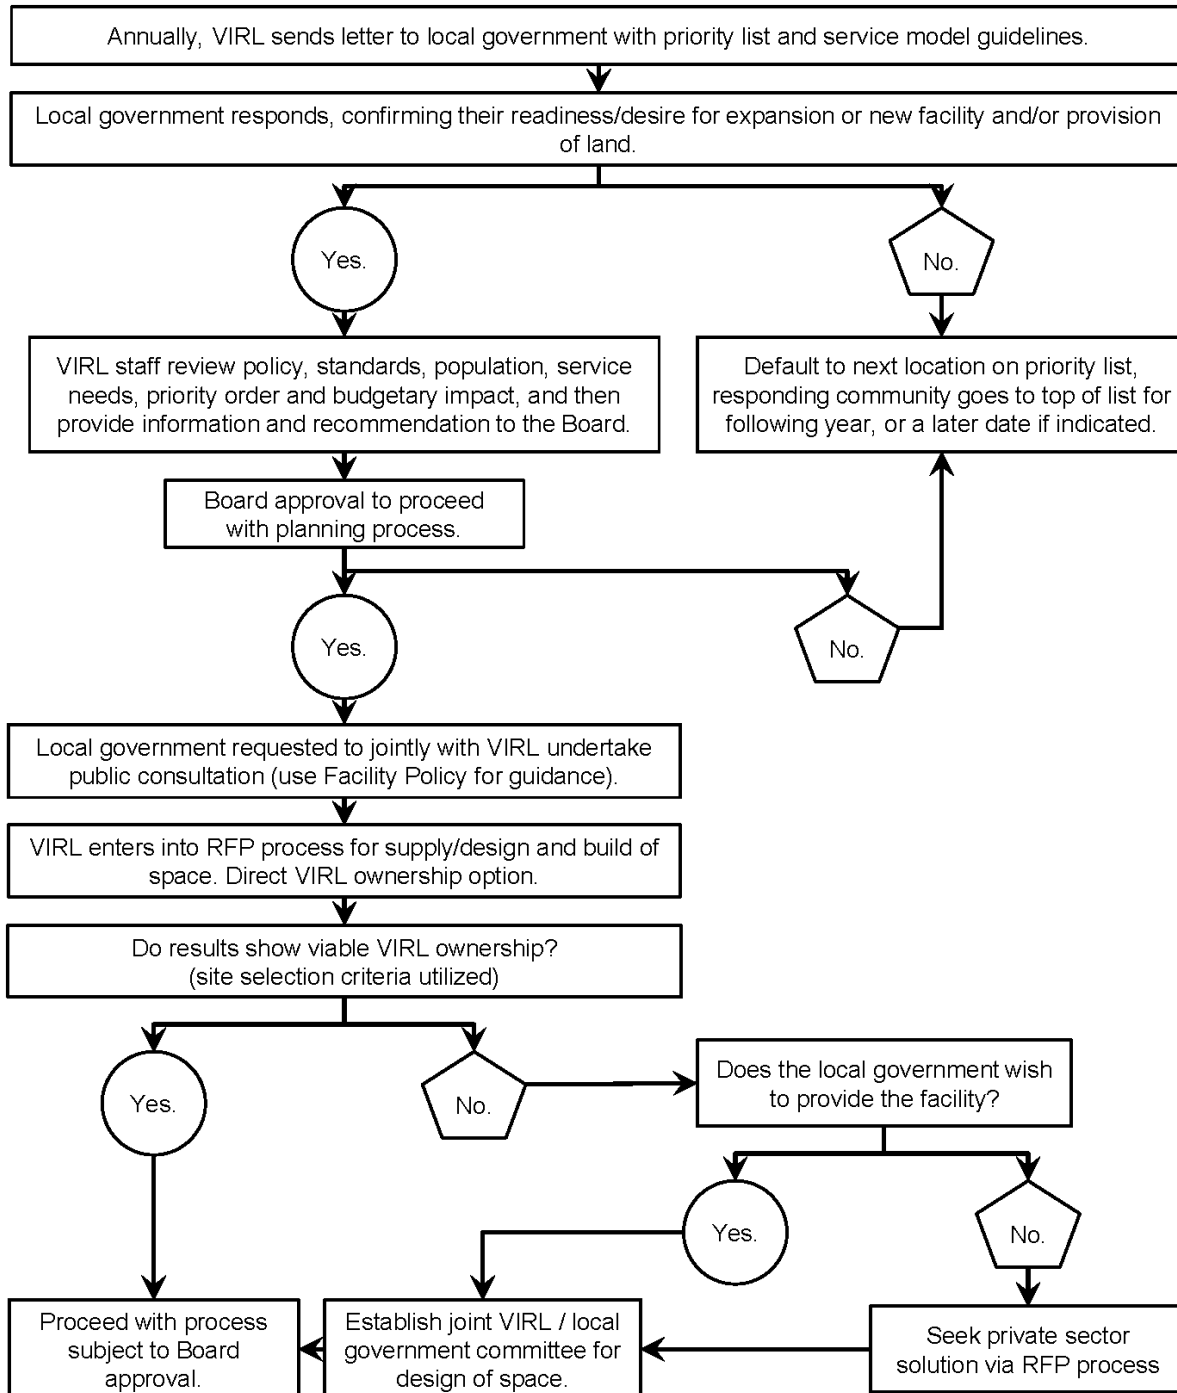 Annually, VIRL sends letter to local government with priority list and service model guidelines.
Local government responds, confirming their readiness/desire for expansion or new facility and/or provision
of land.
Yes.
No.
VIRL staff review policy, standards, population, service
needs, priority order and budgetary impact, and then
provide information and recommendation to the Board.
Default to next location on priority list,
responding community goes to top of list for
following year, or a later date if indicated.
Board approval to proceed
with planning process.
Yes.
No.
Local government requested to jointly with VIRL undertake
public consultation (use Facility Policy for guidance).
VIRL enters into RFP process for supply/design and build of
space. Direct VIRL ownership option.
Do results show viable VIRL ownership?
(site selection criteria utilized)
Yes.
No.
Does the local government wish
to provide the facility?
Yes.
No.
Proceed with process
subject to Board
approval.
Establish joint VIRL / local
government committee for
design of space.
Seek private sector
solution via RFP process